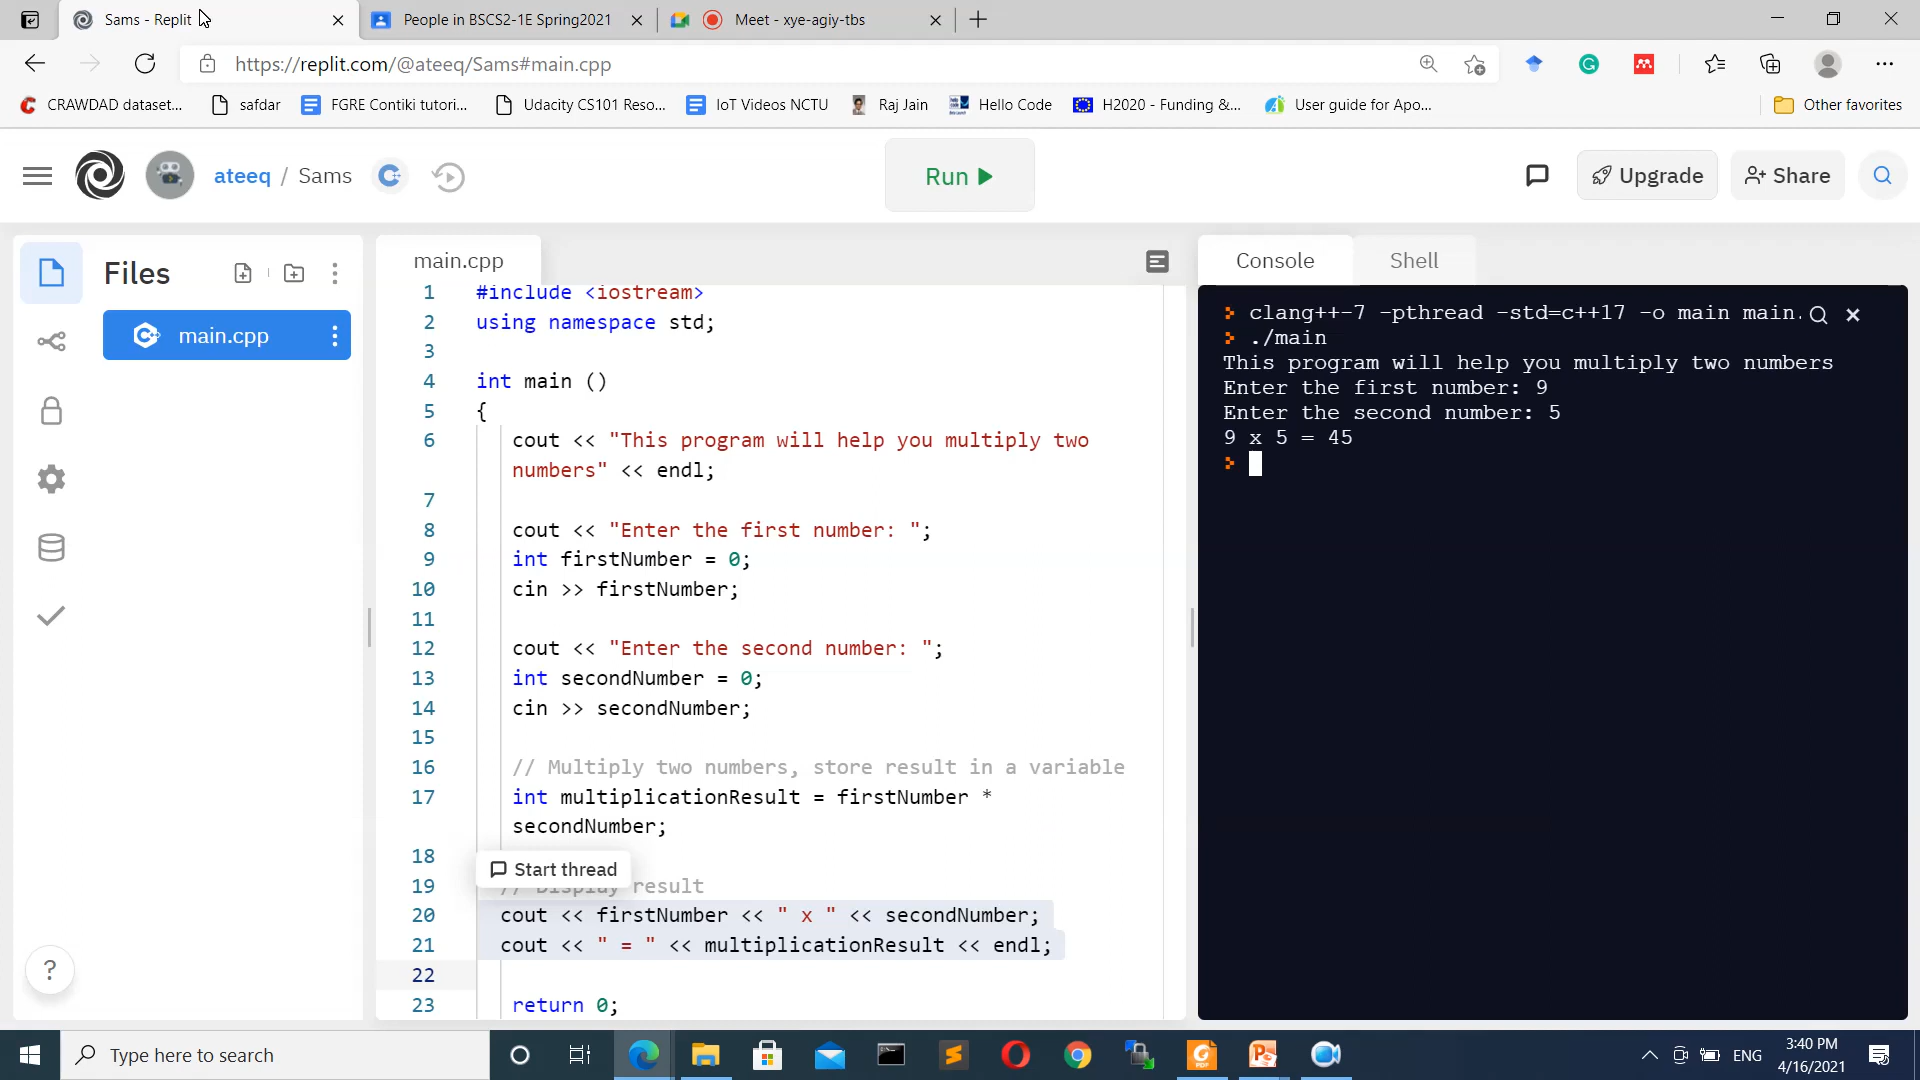 Sams - Replit
People in BSCS2-1E Spring2021
Meet - xye-agiy-tbs
https://replit.com/@ateeq/Sams#main.cpp
CRAWDAD dataset...
safdar
FGRE Contiki tutori...
Udacity CS101 Reso...
IoT Videos NCTU
Raj Jain
Hello Code
H2020 - Funding &...
User guide for Apo...
Other favorites
ateeq / Sams
Run
Upgrade
Share
Files
main.cpp
main.cpp
1 #include <iostream>
2 using namespace std;
3
4 int main ()
5 {
6 cout << "This program will help you multiply two
numbers" << endl;
7
8 cout << "Enter the first number: ";
9 int firstNumber = 0;
10 cin >> firstNumber;
11
12 cout << "Enter the second number: ";
13 int secondNumber = 0;
14 cin >> secondNumber;
15
16 // Multiply two numbers, store result in a variable
17 int multiplicationResult = firstNumber *
secondNumber;
18
Start thread
19 // Display result
20 cout << firstNumber << " x " << secondNumber;
21 cout << " = " << multiplicationResult << endl;
22
23 return 0;
Console
Shell
clang++-7 -pthread -std=c++17 -o main main.
./main
This program will help you multiply two numbers
Enter the first number: 9
Enter the second number: 5
9 x 5 = 45
?
Type here to search
ENG
3:40 PM
4/16/2021